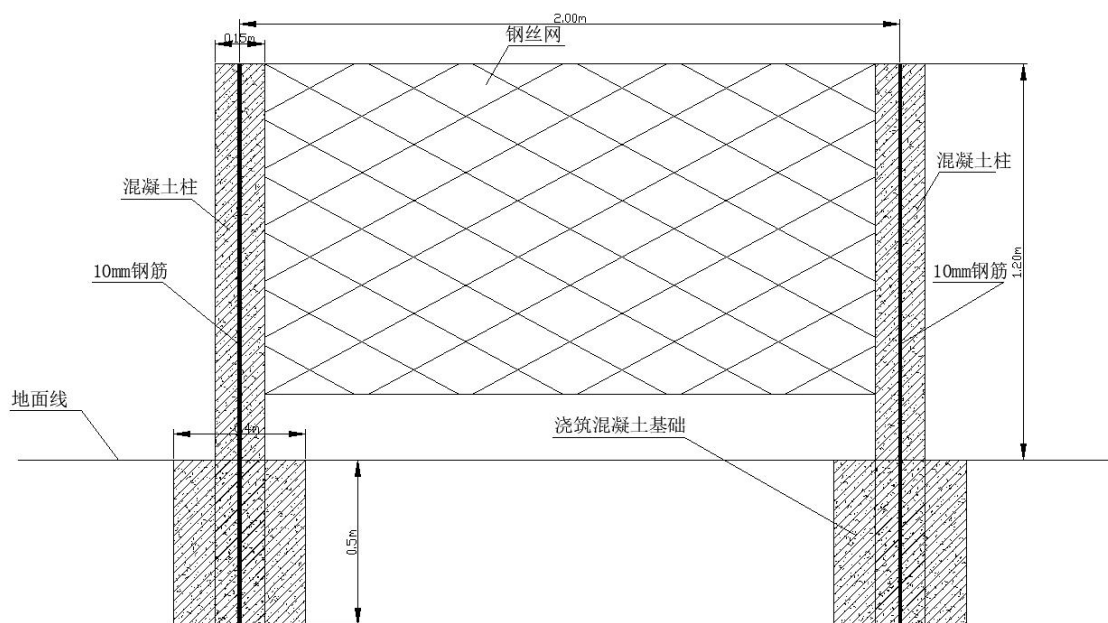 2.00m
0.15m
钢丝网
混凝土柱
混凝土柱
10mm钢筋
10mm钢筋
1.20m
地面线
0.4m
浇筑混凝土基础
0.5m